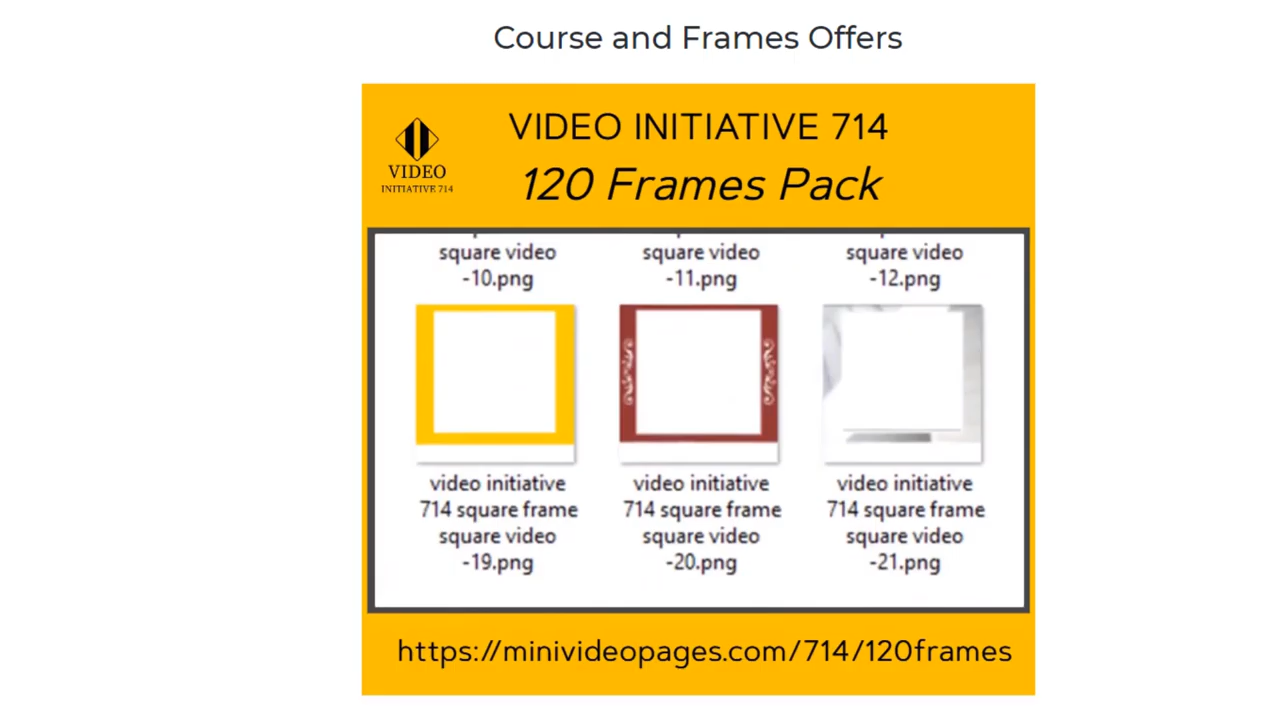 Course and Frames Offers
VIDEO INITIATIVE 714
120 Frames Pack
VIDEO
INITIATIVE 714
square video square video square video
-10.png -11.png -12.png
video initiative video initiative video initiative
714 square frame 714 square frame 714 square frame
square video square video square video
-19.png -20.png -21.png
https://minivideopages.com/714/120frames